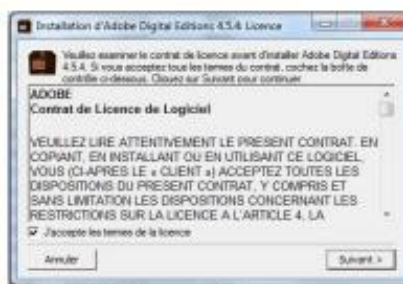 Installation d'Adobe Digital Editions 4.5.4: Licence
Veuillez examiner le contrat de licence avant d'installer Adobe Digital Editions
4.5.4. Si vous acceptez tous les termes du contrat, cochez la boîte de
contrôle ci-dessous. Cliquez sur Suivant pour continuer.
ADOBE
Contrat de Licence de Logiciel
VEUILLEZ LIRE ATTENTIVEMENT LE PRESENT CONTRAT. EN
COPIANT, EN INSTALLANT OU EN UTILISANT CE LOGICIEL,
VOUS (CI-APRES LE « CLIENT ») ACCEPTEZ TOUTES LES
DISPOSITIONS DU PRESENT CONTRAT, Y COMPRIS ET
SANS LIMITATION LES DISPOSITIONS CONCERNANT LES
RESTRICTIONS SUR LA LICENCE A L'ARTICLE 4, LA
J'accepte les termes de la licence
Annuler
Suivant >